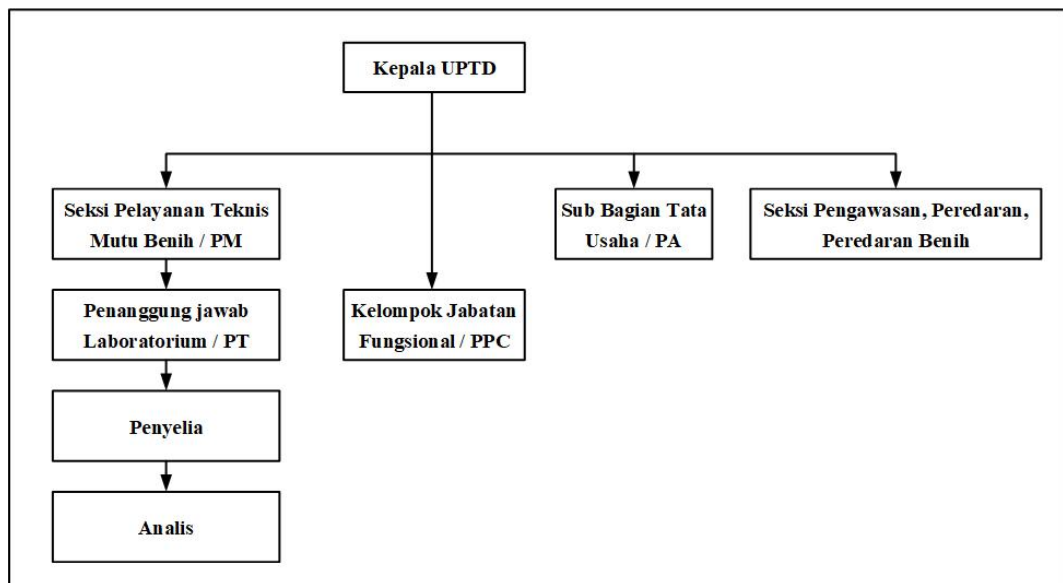 Kepala UPTD
Seksi Pelayanan Teknis
Mutu Benih / PM
Sub Bagian Tata
Usaha / PA
Seksi Pengawasan, Peredaran,
Peredaran Benih
Penanggung jawab
Laboratorium / PT
Kelompok Jabatan
Fungsional / PPC
Penyelia
Analis